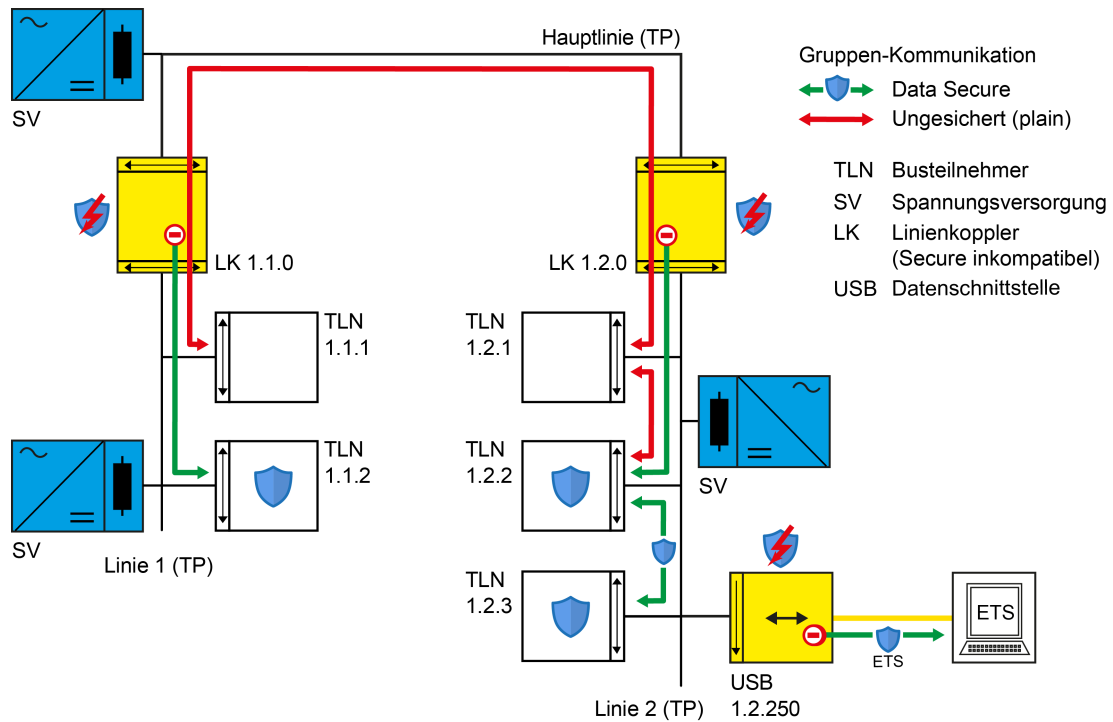 Hauptlinie (TP)
SV
Gruppen-Kommunikation
Data Secure
Ungesichert (plain)
TLN Busteilnehmer
SV Spannungsversorgung
LK Linienkoppler
(Secure inkompatibel)
USB Datenschnittstelle
LK 1.1.0
LK 1.2.0
TLN
1.1.1
TLN
1.2.1
TLN
1.1.2
TLN
1.2.2
SV
SV
Linie 1 (TP)
TLN
1.2.3
ETS
ETS
USB
1.2.250
Linie 2 (TP)